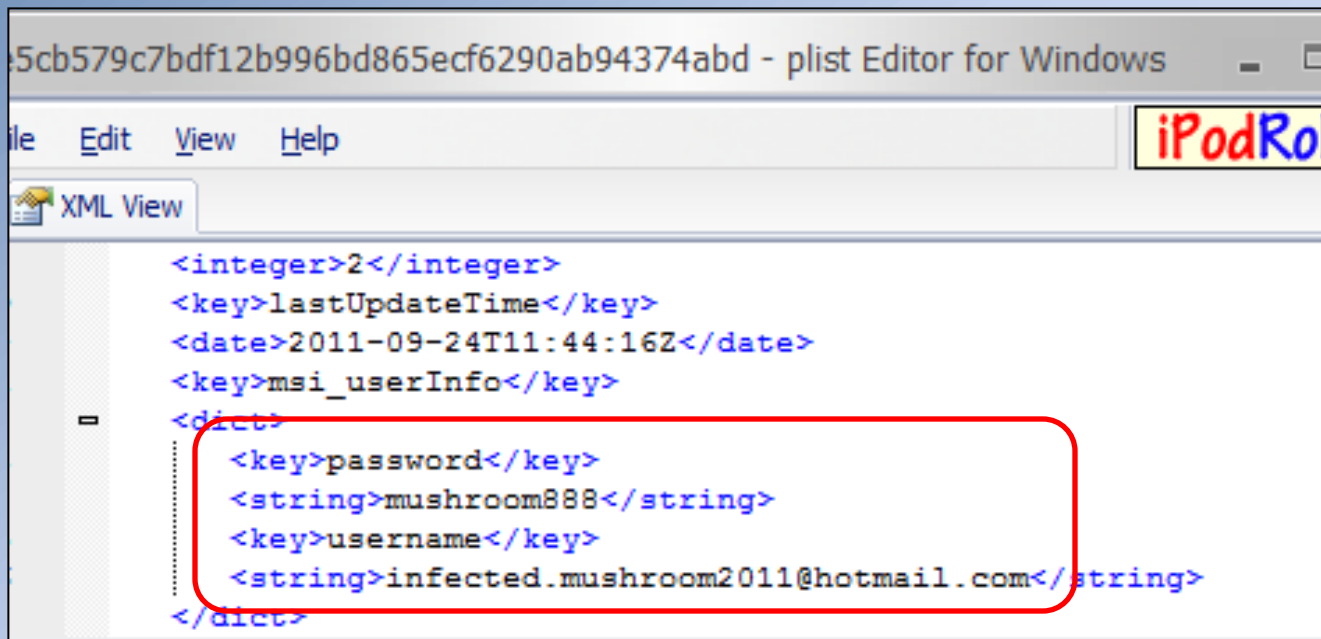 e5cb579c7bdf12b996bd865ecf6290ab94374abd - plist Editor for Windows
File Edit View Help
iPodRo
XML View
<integer>2</integer>
<key>lastUpdateTime</key>
<date>2011-09-24T11:44:16Z</date>
<key>msi_userInfo</key>
<dict>
<key>password</key>
<string>mushroom888</string>
<key>username</key>
<string>infected.mushroom2011@hotmail.com</string>
</dict>